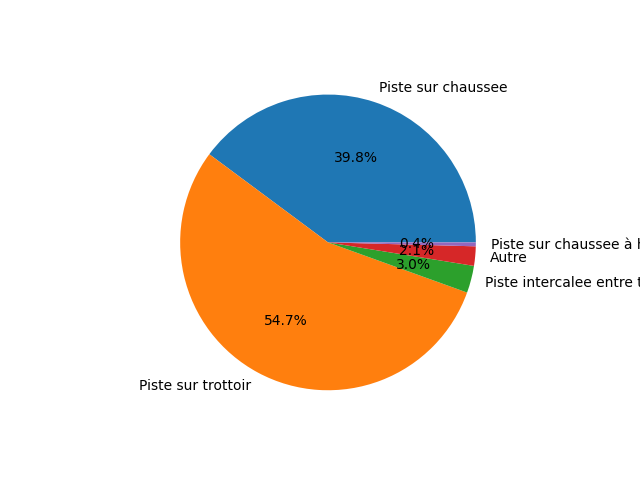 Piste sur chaussee
39.8%
0.4%
Piste sur chaussee à
2.1%
Autre
3.0%
Piste intercalee entre
54.7%
Piste sur trottoir